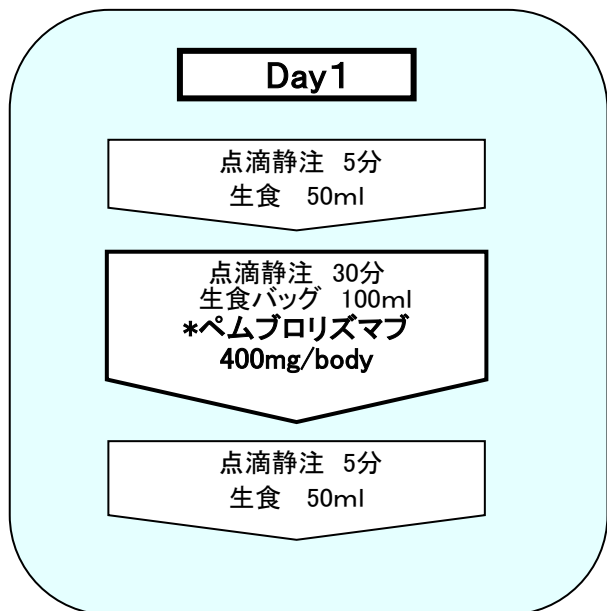 Day1
点滴静注 5分
生食 50ml
点滴静注 30分
生食バッグ 100ml
*ペムブロリズマブ
400mg/body
点滴静注 5分
生食 50ml